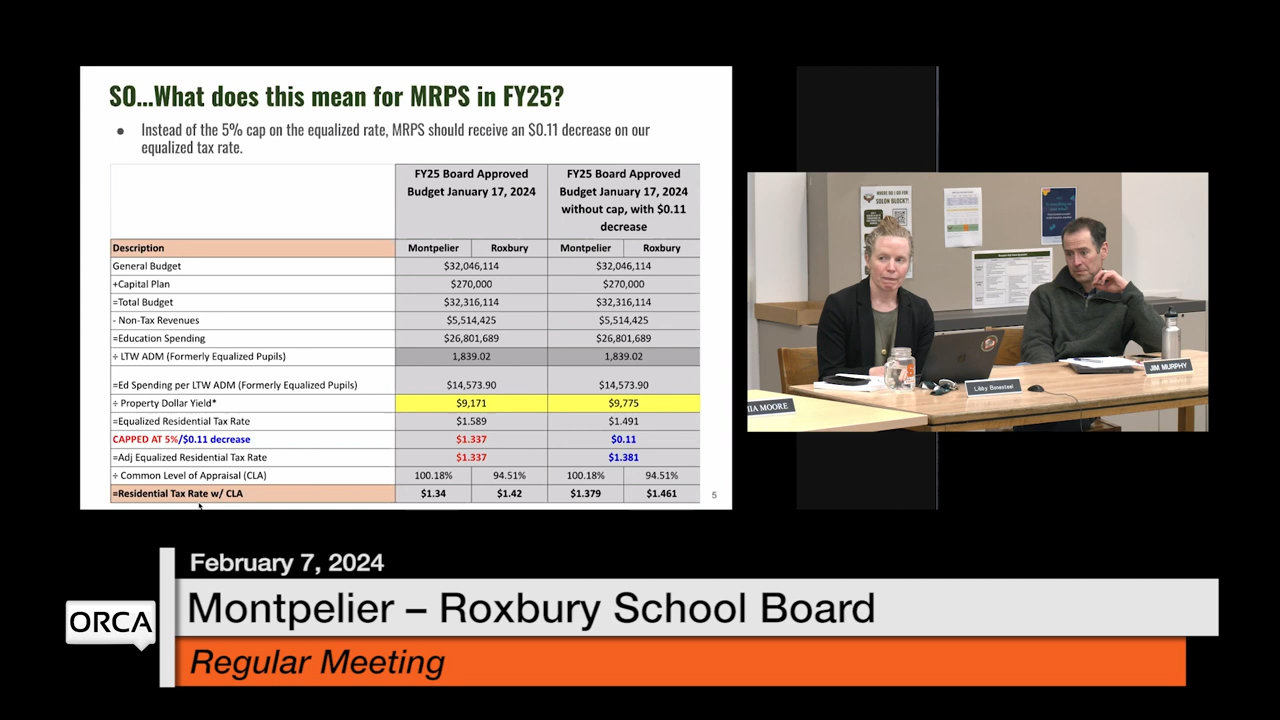 SO...What does this mean for MRPS in FY25?
● Instead of the 5% cap on the equalized rate, MRPS should receive an $0.11 decrease on our
equalized tax rate.
FY25 Board Approved
Budget January 17, 2024
FY25 Board Approved
Budget January 17, 2024
without cap, with $0.11
decrease
Description Montpelier Roxbury Montpelier Roxbury
General Budget $32,046,114 $32,046,114
+Capital Plan $270,000 $270,000
=Total Budget $32,316,114 $32,316,114
- Non-Tax Revenues $5,514,425 $5,514,425
=Education Spending $26,801,689 $26,801,689
÷ LTW ADM (Formerly Equalized Pupils) 1,839.02 1,839.02
=Ed Spending per LTW ADM (Formerly Equalized Pupils) $14,573.90 $14,573.90
÷ Property Dollar Yield* $9,171 $9,775
=Equalized Residential Tax Rate $1.589 $1.491
CAPPED AT 5%/$0.11 decrease $1.337 $0.11
=Adj Equalized Residential Tax Rate $1.337 $1.381
÷ Common Level of Appraisal (CLA) 100.18% 94.51% 100.18% 94.51%
=Residential Tax Rate w/ CLA $1.34 $1.42 $1.379 $1.461
5
WHERE DO I GO FOR
SOLON BLOCK?!
MIA MOORE
Libby Bonesteel
JIM MURPHY
February 7, 2024
Montpelier – Roxbury School Board
ORCA
Regular Meeting